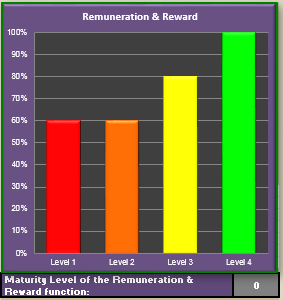 Remuneration & Reward
100%
90%
80%
70%
60%
50%
40%
30%
20%
10%
0%
Level 1 Level 2 Level 3 Level 4
Maturity Level of the Remuneration &
Reward function: 0